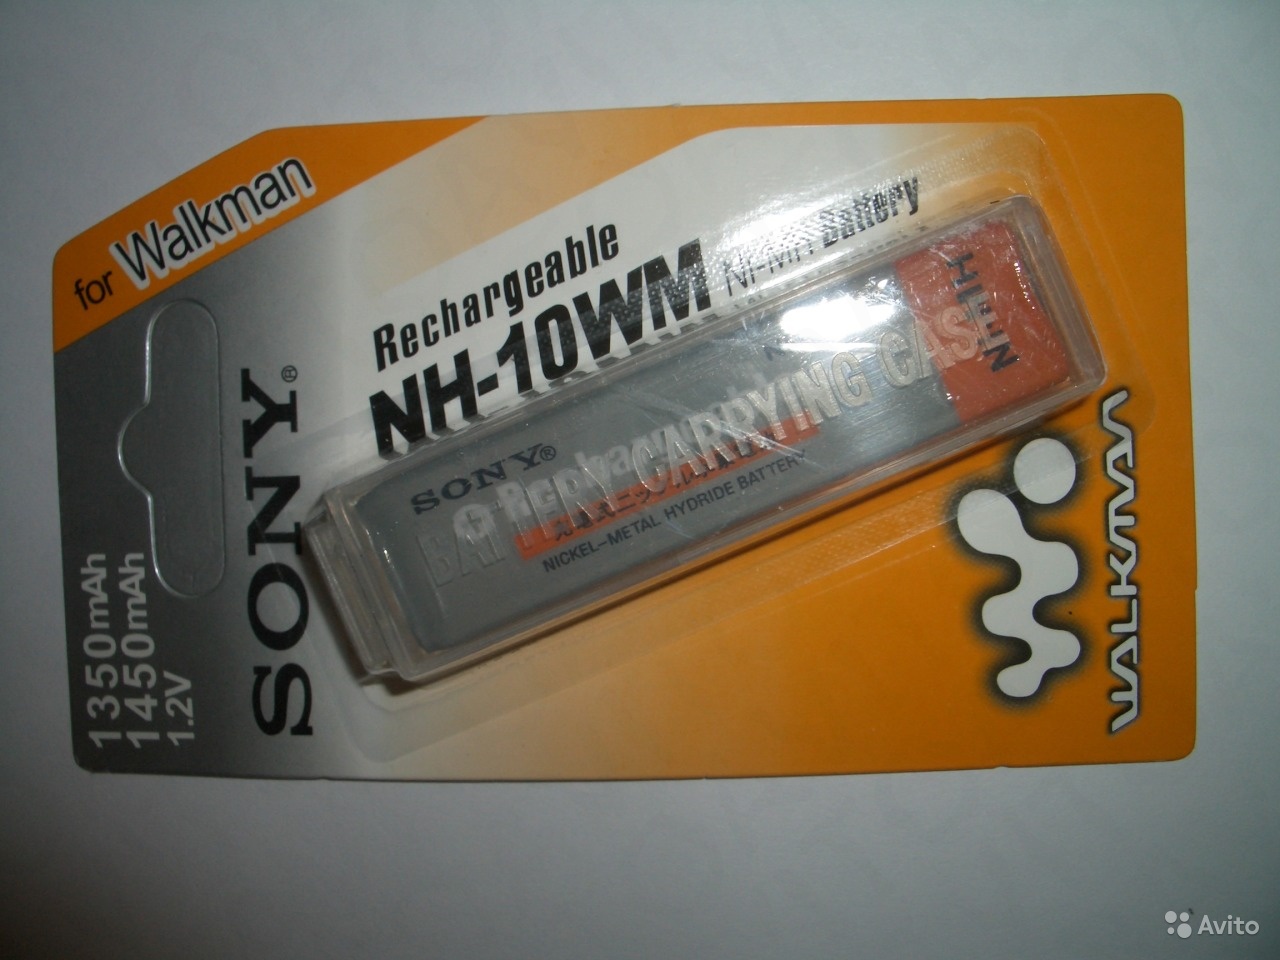 for Walkman
SONY®
1350mAh
1450mAh
1.2V
Rechargeable
NH-10WM
Ni-MH Battery
SONY®
BATTERY CARRYING CASE
NICKEL-METAL HYDRIDE BATTERY
Ni-MH
WALKMAN
Avito